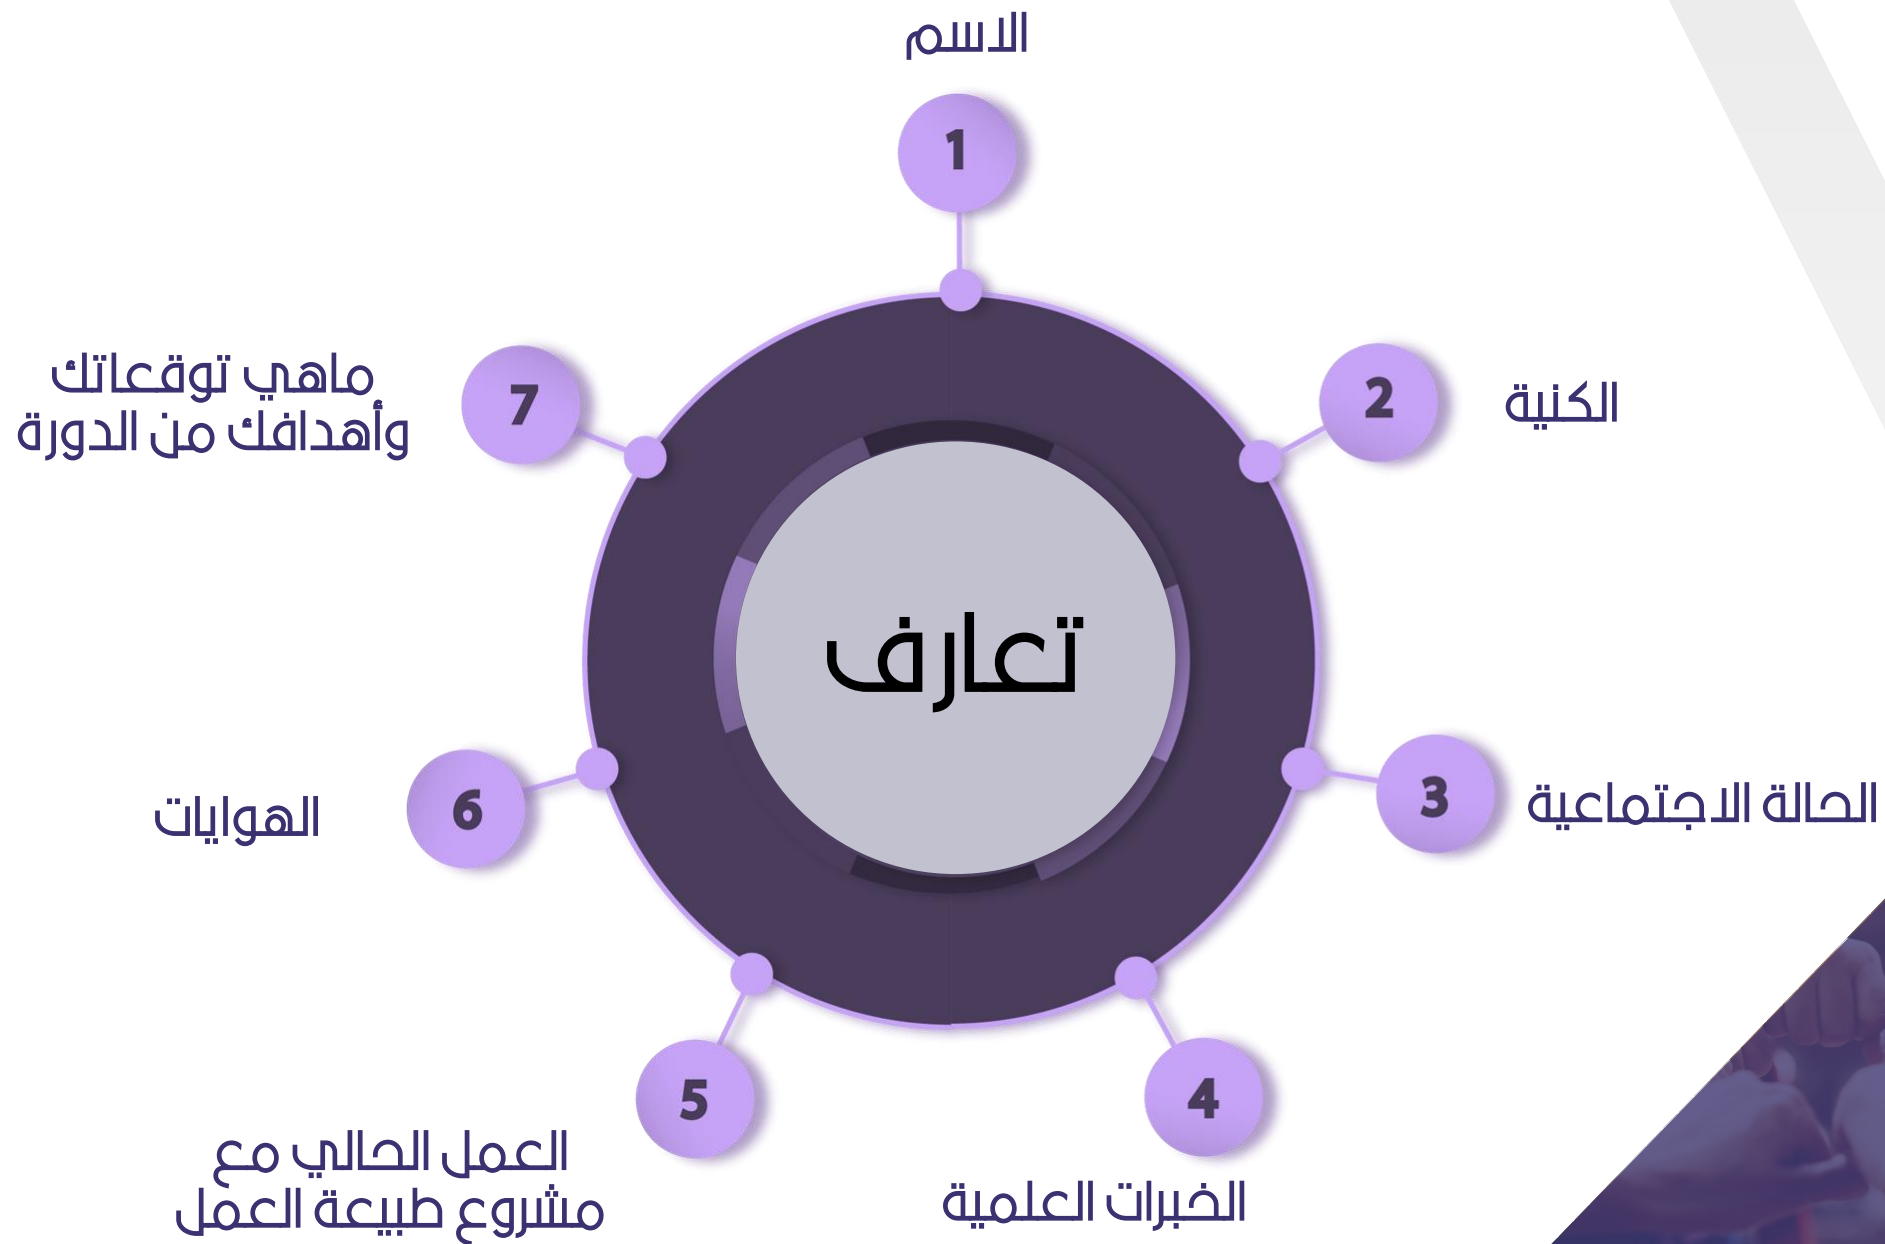 الاسم
1
2
الكنية
3
الحالة الاجتماعية
4
الخبرات العلمية
5
العمل الحالي مع
مشروع طبيعة العمل
6
الهوايات
7
ماهي توقعاتك
وأهدافك من الدورة
تعارف